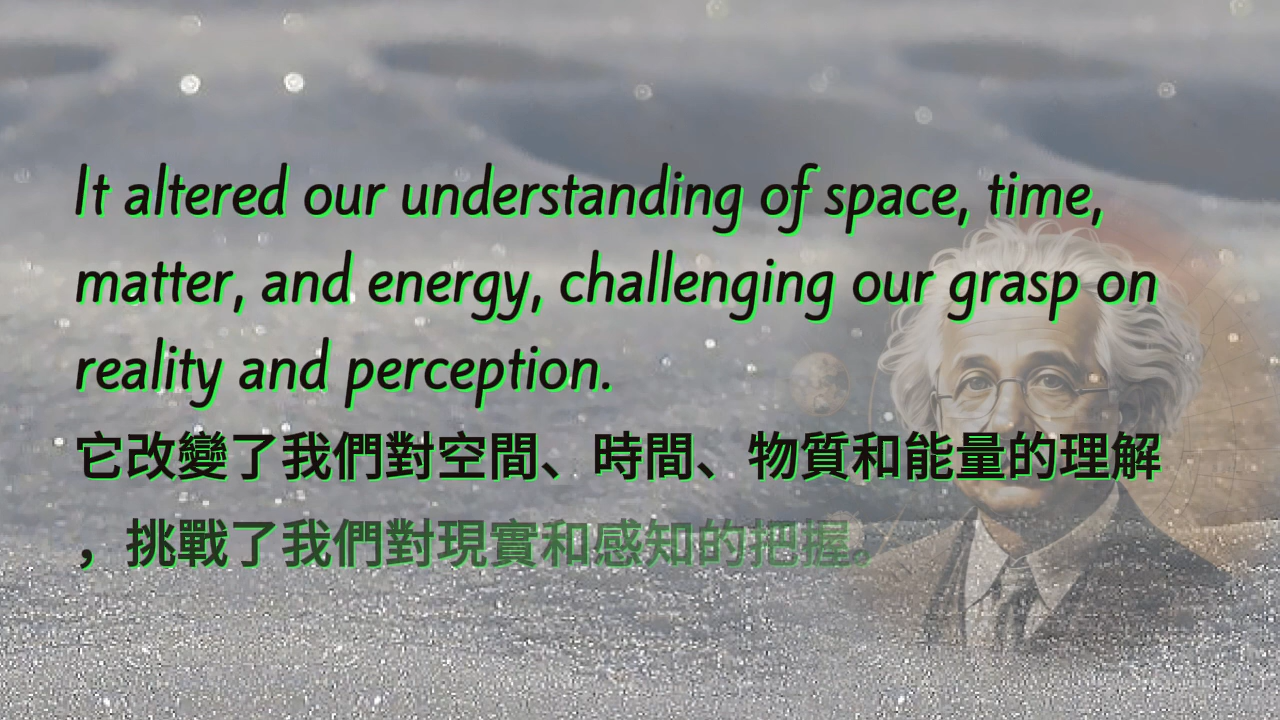 It altered our understanding of space, time,
matter, and energy, challenging our grasp on
reality and perception.
它改變了我們對空間、時間、物質和能量的理解
，挑戰了我們對現實和感知的把握。